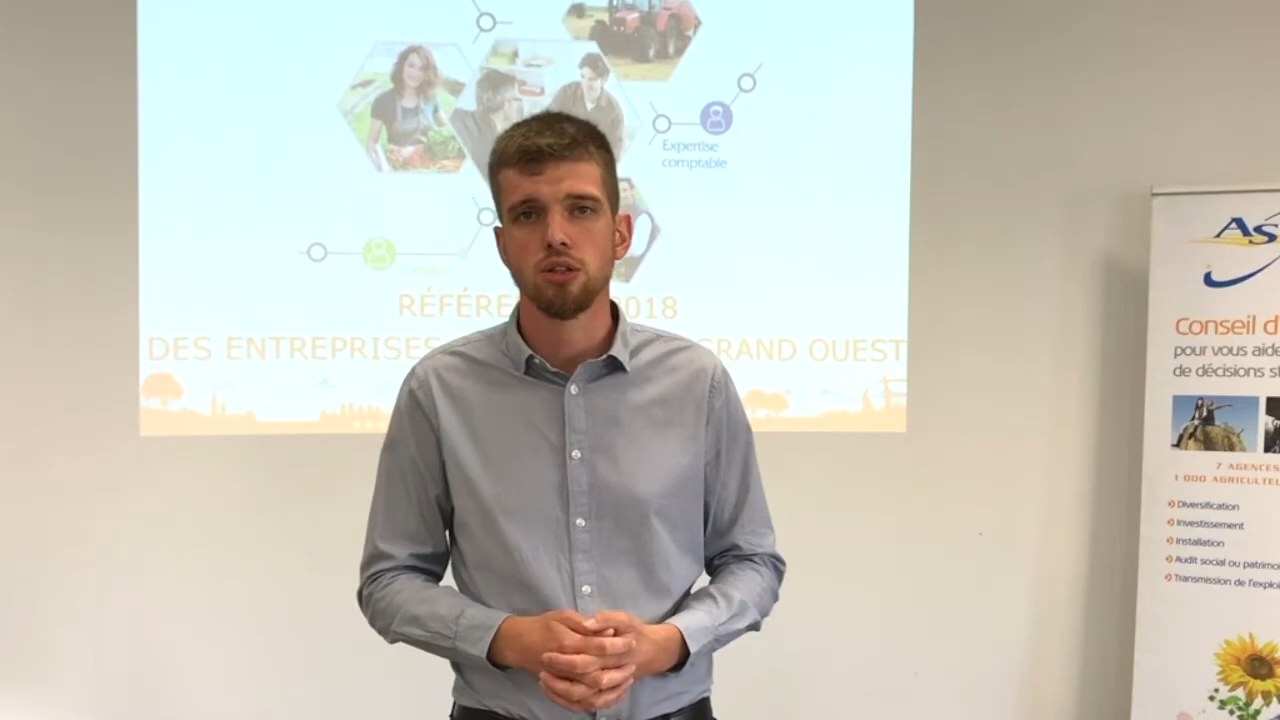 Expertise
comptable
2018
DES ENTREPRISES GRAND OUEST
AS
Conseil d
pour vous aide
de décisions st
7 AGENCES
1 000 AGRICULTEU
Diversification
Investissement
Installation
Audit social ou patrimo
Transmission de l'exploi